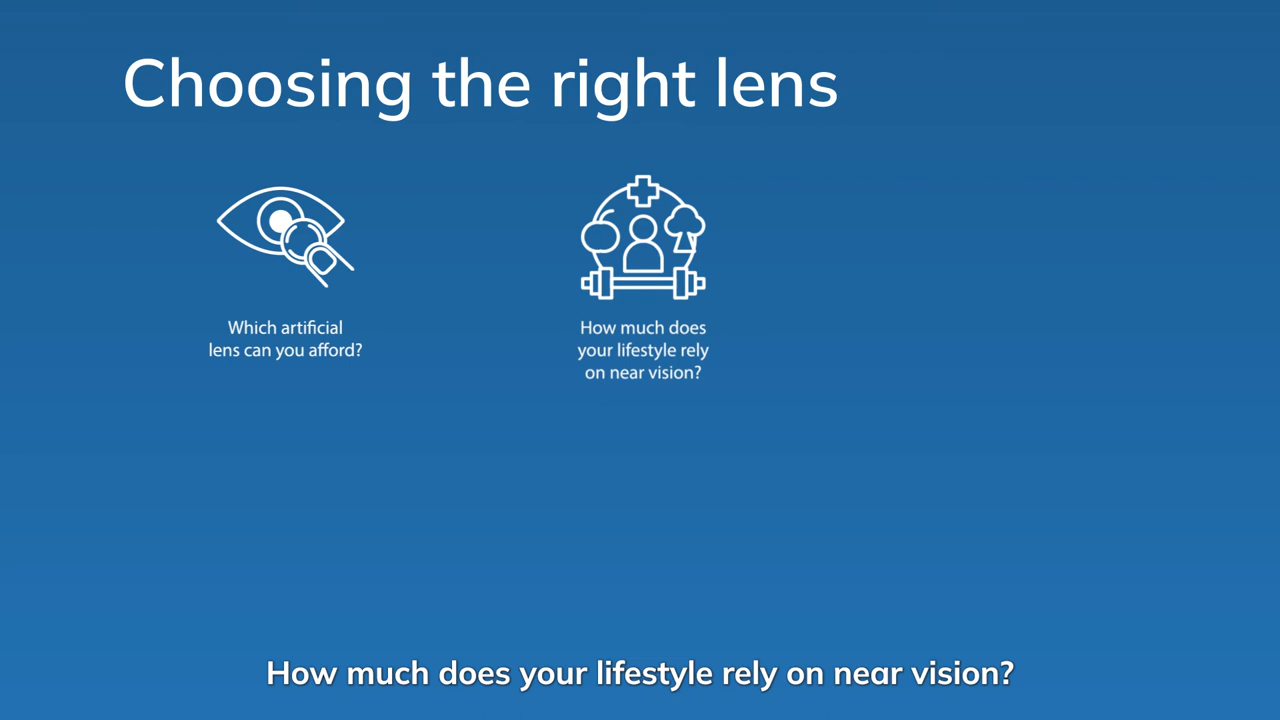 Choosing the right lens
Which artificial
lens can you afford?
How much does
your lifestyle rely
on near vision?
How much does your lifestyle rely on near vision?